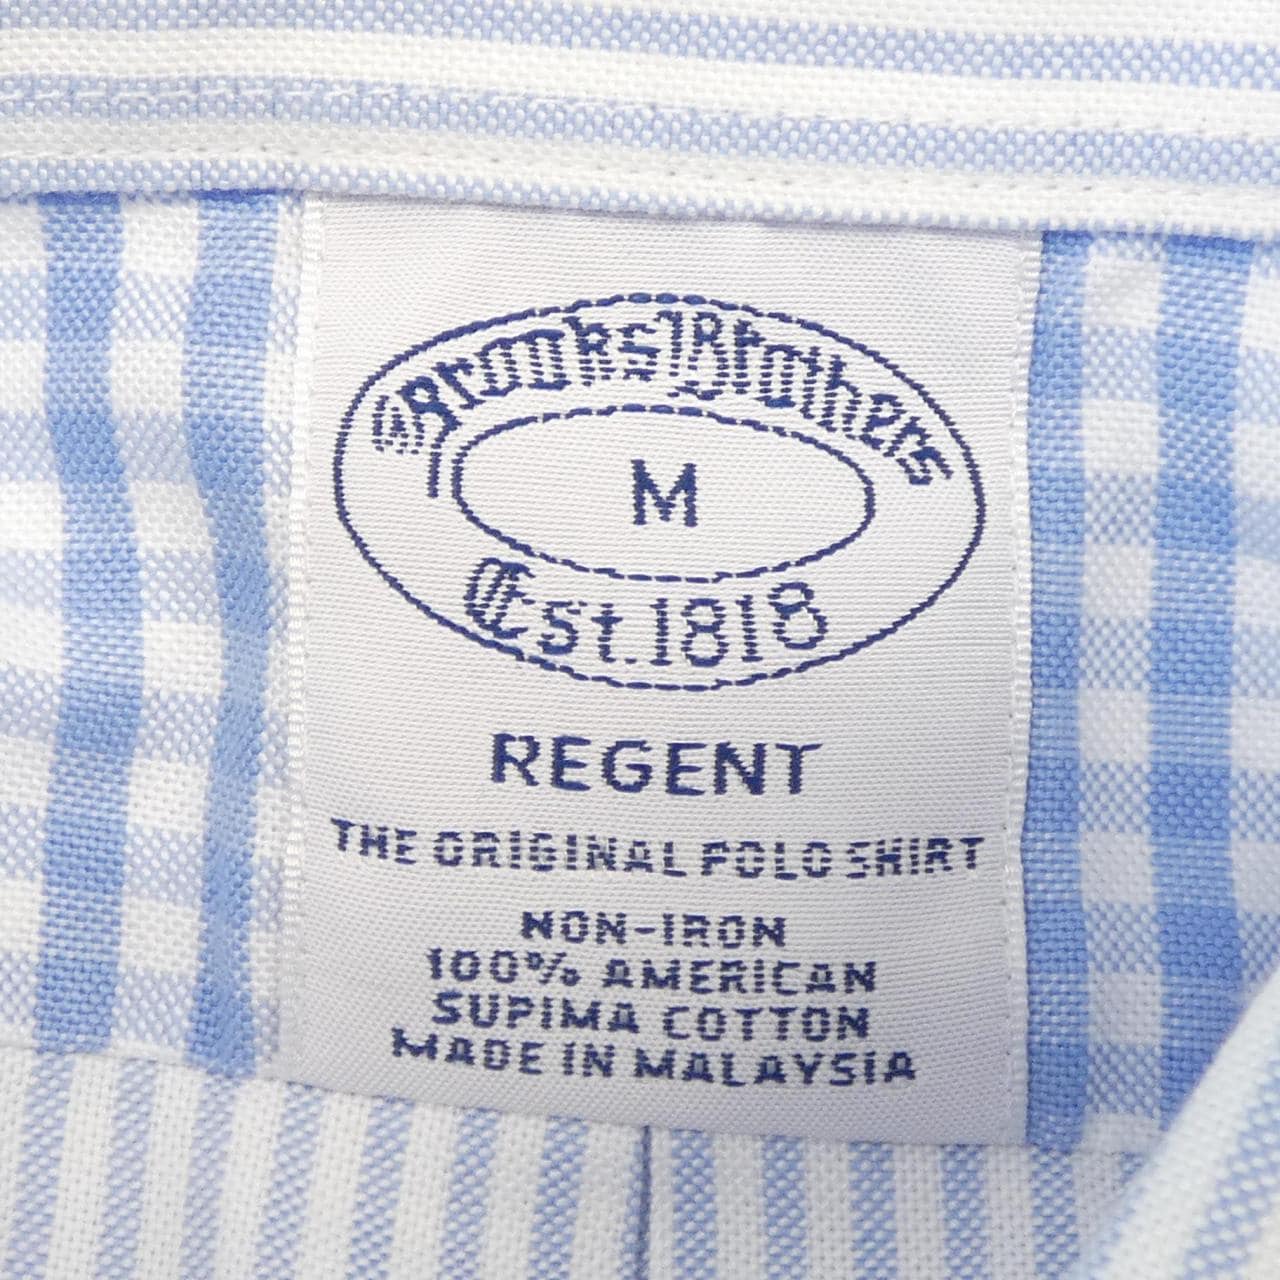 ®Brooks Brothers
M
Est.1818
REGENT
THE ORIGINAL POLO SHIRT
NON-IRON
100% AMERICAN
SUPIMA COTTON
MADE IN MALAYSIA